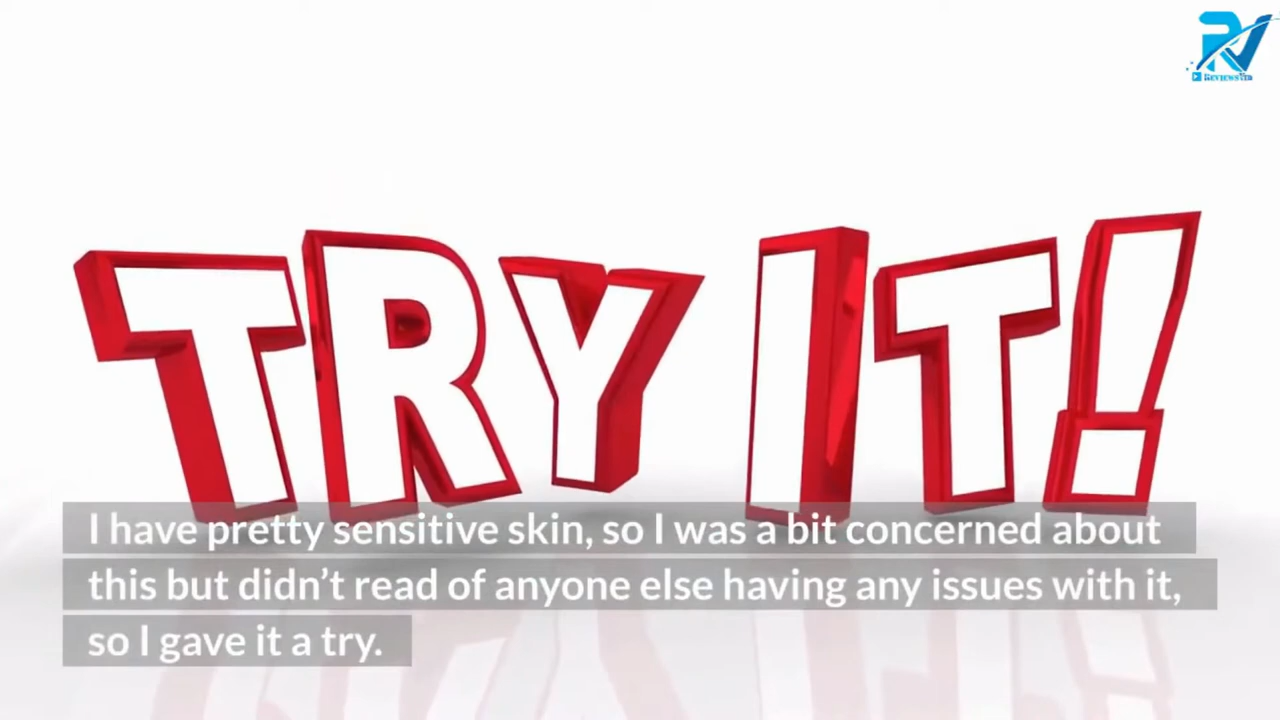 REVIEWSVID
TRY IT!
I have pretty sensitive skin, so I was a bit concerned about
this but didn’t read of anyone else having any issues with it,
so I gave it a try.